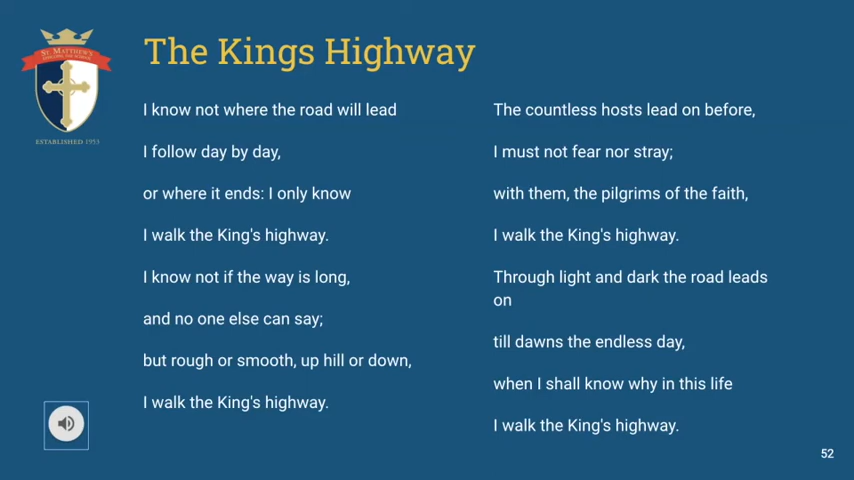 St. Matthew's
ESTABLISHED 1953
The Kings Highway
I know not where the road will lead
I follow day by day,
or where it ends: I only know
I walk the King's highway.
I know not if the way is long,
and no one else can say;
but rough or smooth, up hill or down,
I walk the King's highway.
The countless hosts lead on before,
I must not fear nor stray;
with them, the pilgrims of the faith,
I walk the King's highway.
Through light and dark the road leads
on
till dawns the endless day,
when I shall know why in this life
I walk the King's highway.
52